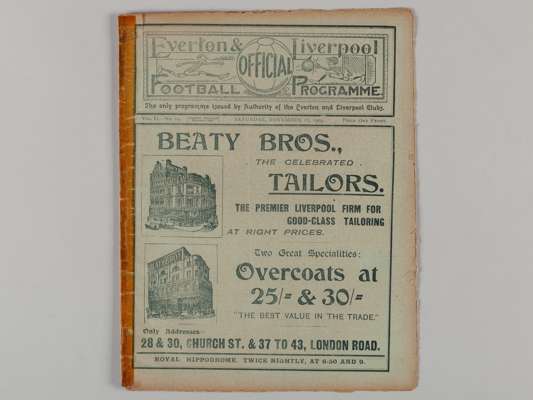 Everton & Liverpool
OFFICIAL
FOOTBALL PROGRAMME.
The only programme issued by Authority of the Everton and Liverpool Clubs.
SATURDAY, NOVEMBER Price One Penny.
BEATY BROS.,
THE CELEBRATED
TAILORS.
THE PREMIER LIVERPOOL FIRM FOR
GOOD-CLASS TAILORING
AT RIGHT PRICES.
Two Great Specialities:
Overcoats at
25/= & 30/=
"THE BEST VALUE IN THE TRADE."
Only Addresses—
28 & 30, CHURCH ST. & 37 TO 43, LONDON ROAD.
ROYAL HIPPODROME. TWICE NIGHTLY, AT 6-50 AND 9.